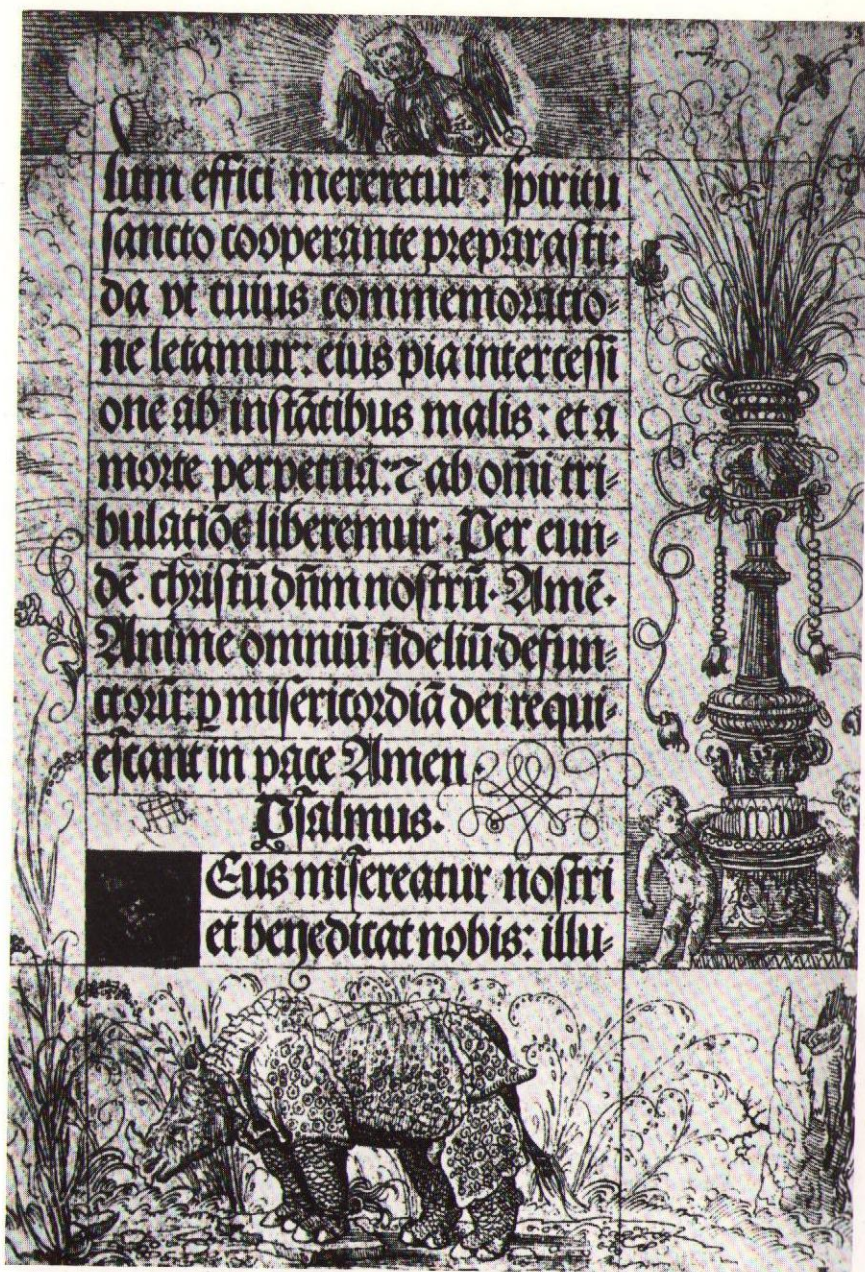 lum effici mereretur: spiritu
sancto cooperante preparasti:
da vt cuius commemoratio⸗
ne letamur: eius pia intercessi
one ab instātibus malis: et a
morte perpetua: ⁊ ab omī tri⸗
bulatiōe liberemur. Per eun⸗
dē. christū dn̄m nostrū. Amē.
Anime omniū fideliū defun⸗
ctorū: ꝑ misericordiā dei requi⸗
escant in pace Amen.
Psalmus.
Eus misereatur nostri
et benedicat nobis: illu⸗